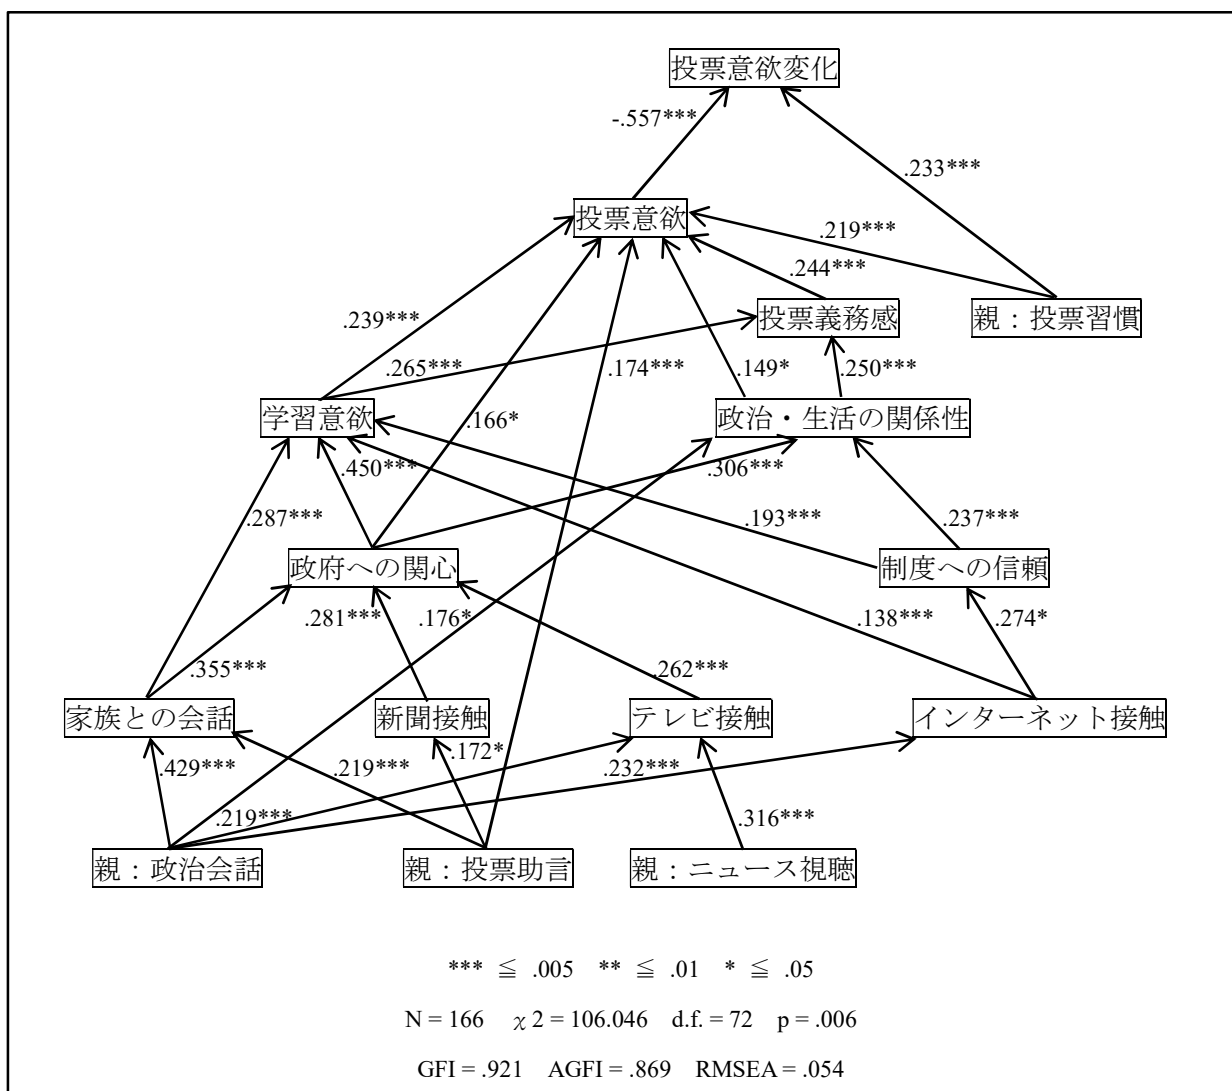 投票意欲変化
-.557***
.233***
投票意欲
.219***
.244***
投票義務感
親：投票習慣
.239***
.265***
.174***
.149*
.250***
学習意欲
.166*
政治・生活の関係性
.450***
.306***
.287***
.193***
.237***
政府への関心
制度への信頼
.281***
.176*
.138***
.274*
.355***
.262***
家族との会話
新聞接触
テレビ接触
インターネット接触
.429***
.219***
.172*
.232***
.219***
.316***
親：政治会話
親：投票助言
親：ニュース視聴
*** ≦ .005 ** ≦ .01 * ≦ .05
N = 166 χ 2 = 106.046 d.f. = 72 p = .006
GFI = .921 AGFI = .869 RMSEA = .054